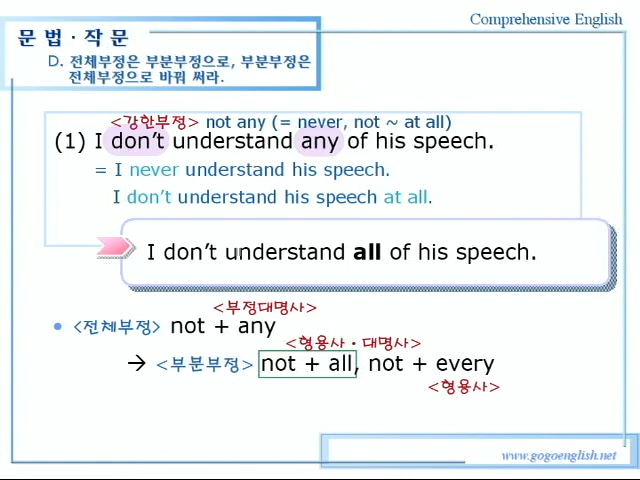 Comprehensive English
문 법 · 작 문
D. 전체부정은 부분부정으로, 부분부정은
전체부정으로 바꿔 써라.
<강한부정> not any (= never, not ~ at all)
(1) I don't understand any of his speech.
= I never understand his speech.
I don't understand his speech at all.
I don't understand all of his speech.
<부정대명사>
• <전체부정> not + any
<형용사 · 대명사>
→ <부분부정> not + all, not + every
<형용사>
www.gogoenglish.net